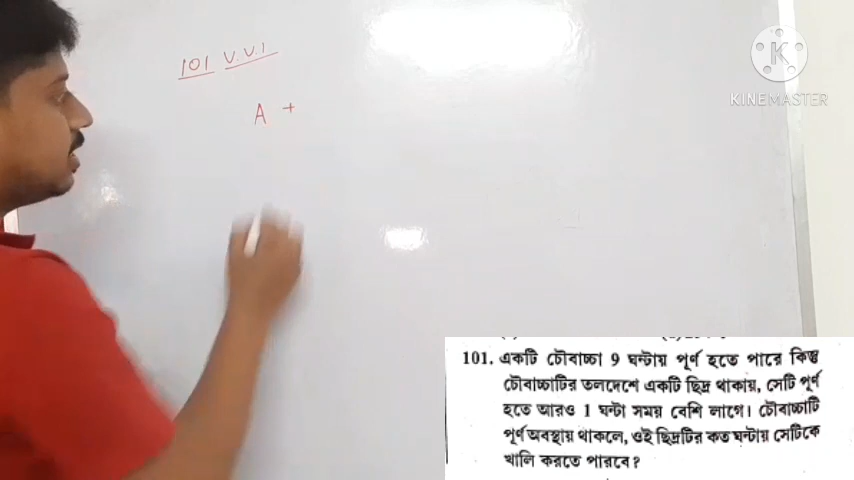 101 V.V.I
A +
KINEMASTER
101. একটি চৌবাচ্চা 9 ঘন্টায় পূর্ণ হতে পারে কিন্তু
চৌবাচ্চাটির তলদেশে একটি ছিদ্র থাকায়, সেটি পূর্ণ
হতে আরও 1 ঘন্টা সময় বেশি লাগে। চৌবাচ্চাটি
পূর্ণ অবস্থায় থাকলে, ওই ছিদ্রটির কত ঘন্টায় সেটিকে
খালি করতে পারবে?